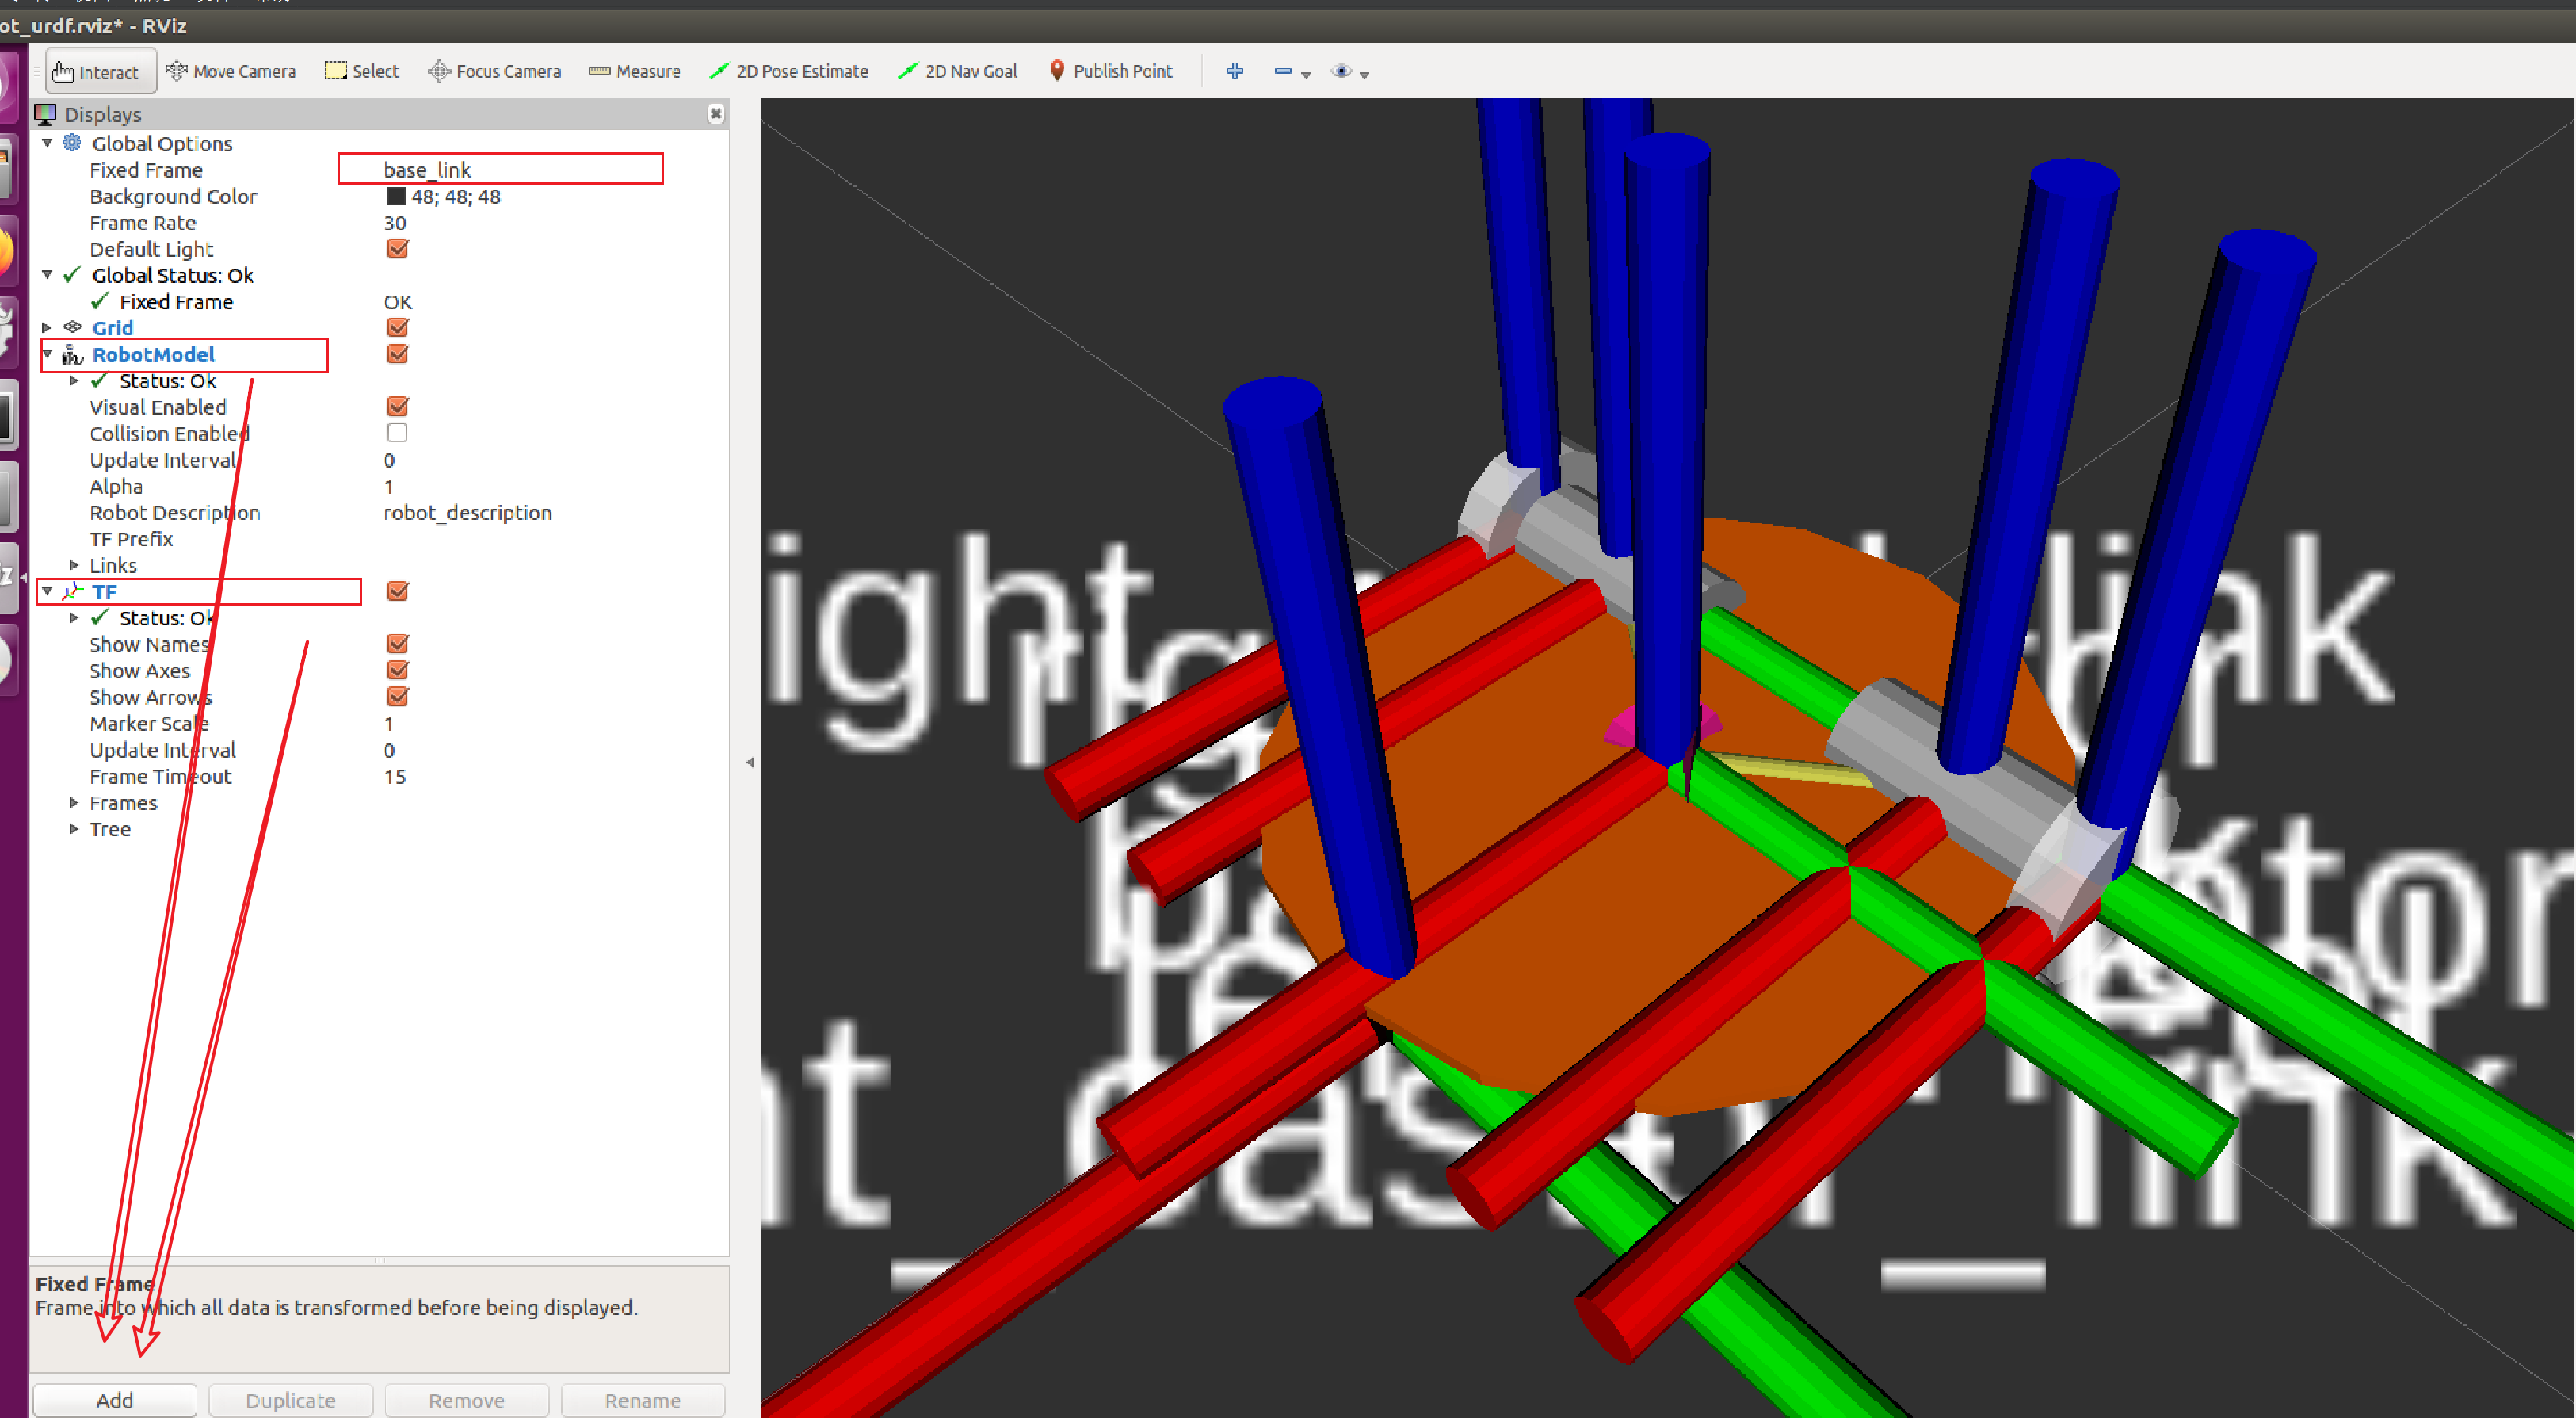 ot_urdf.rviz* - RViz
Interact Move Camera Select Focus Camera Measure 2D Pose Estimate 2D Nav Goal Publish Point
Displays
Global Options
Fixed Frame base_link
Background Color 48; 48; 48
Frame Rate 30
Default Light
Global Status: Ok
Fixed Frame OK
Grid
RobotModel
Status: Ok
Visual Enabled
Collision Enabled
Update Interval 0
Alpha 1
Robot Description robot_description
TF Prefix
Links
TF
Status: Ok
Show Names
Show Axes
Show Arrows
Marker Scale 1
Update Interval 0
Frame Timeout 15
Frames
Tree
Fixed Frame
Frame into which all data is transformed before being displayed.
Add Duplicate Remove Rename